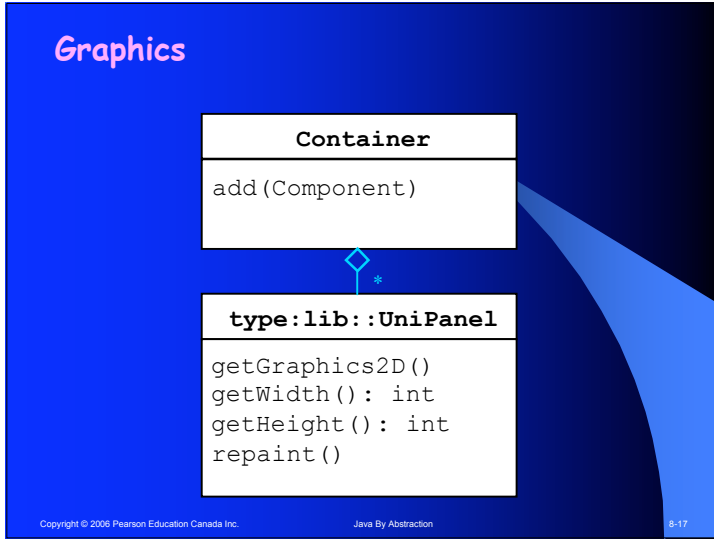 Graphics
Container
add(Component)
*
type:lib::UniPanel
getGraphics2D()
getWidth(): int
getHeight(): int
repaint()
Copyright © 2006 Pearson Education Canada Inc. Java By Abstraction 8-17